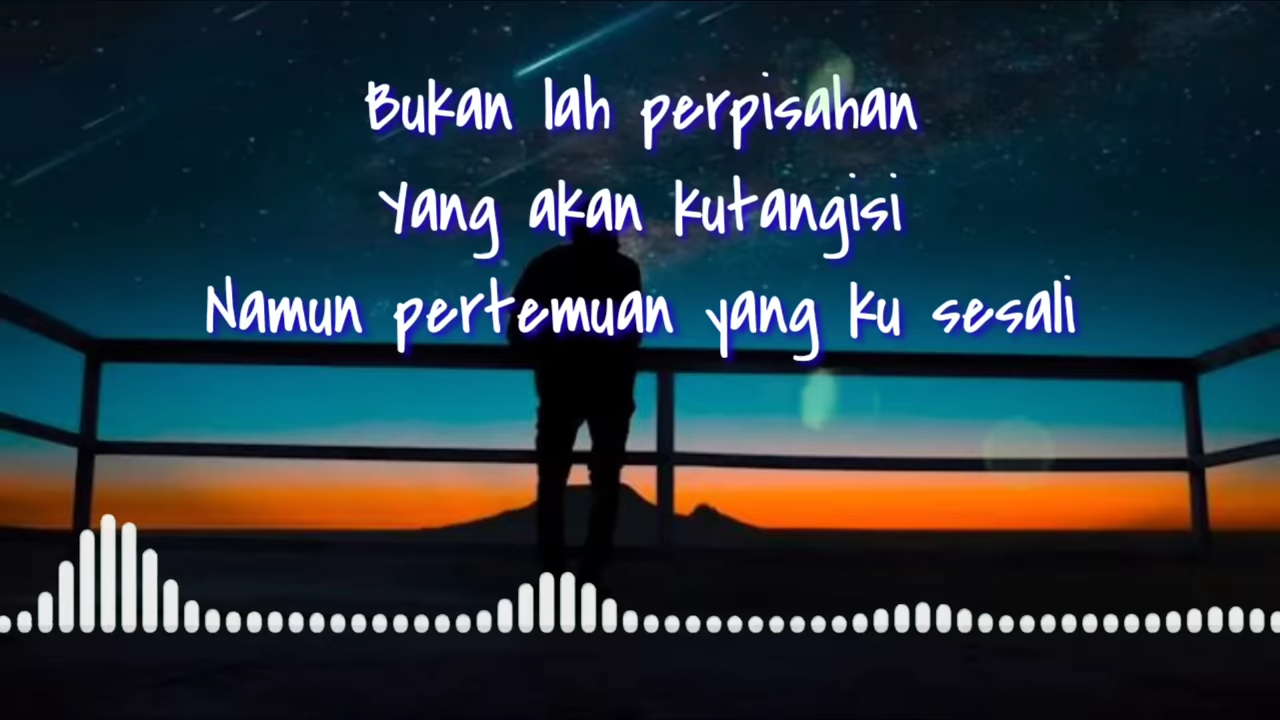 Bukan lah perpisahan
Yang akan kutangisi
Namun pertemuan yang ku sesali